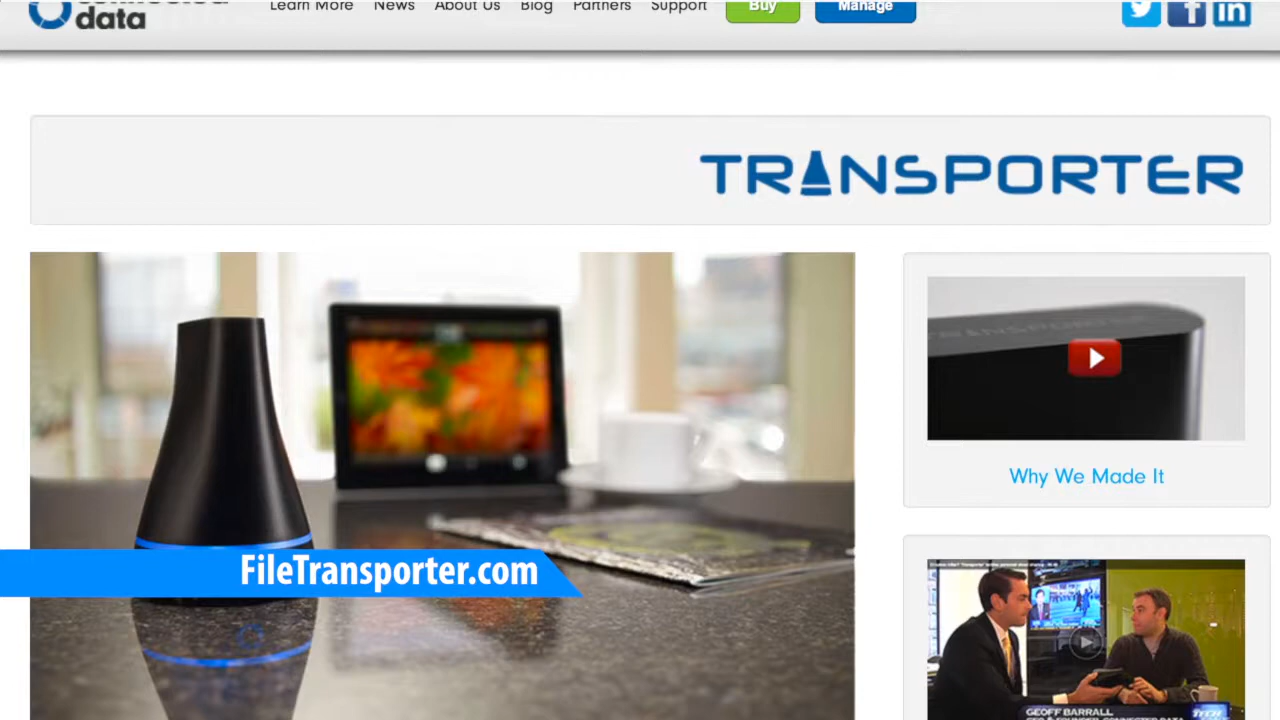 data
Learn More News About Us Blog Partners Support Buy Manage
TRANSPORTER
TRANSPORTER
Why We Made It
FileTransporter.com
GEOFF BARRALL